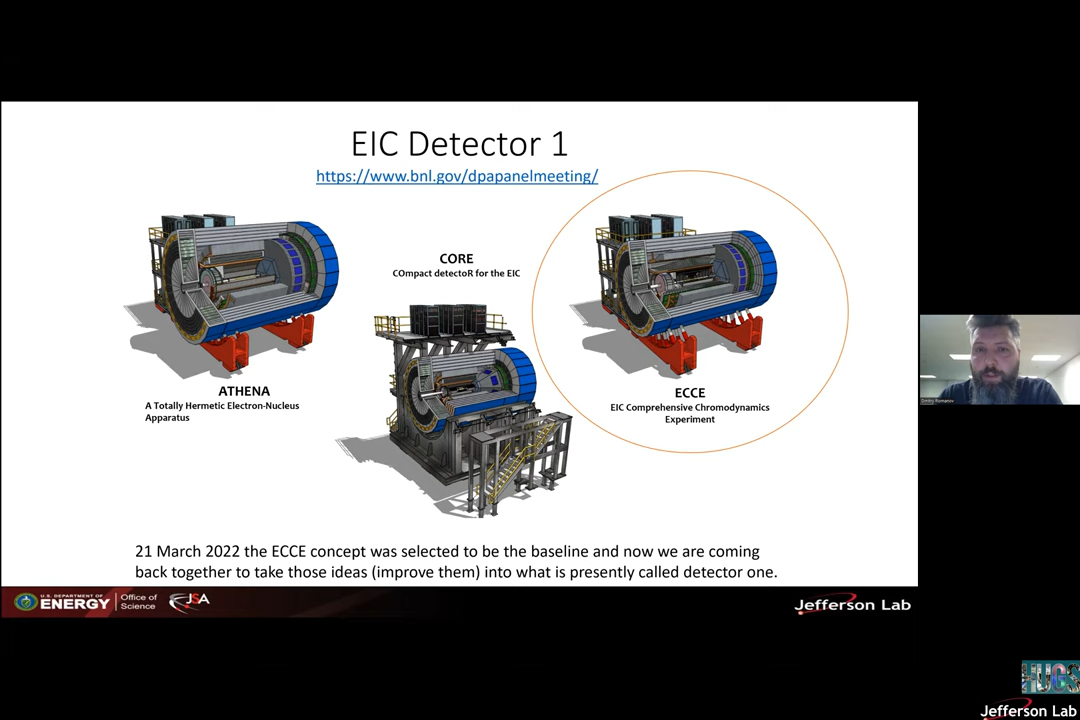 EIC Detector 1
https://www.bnl.gov/dpapanelmeeting/
CORE
COmpact detectoR for the EIC
ATHENA
A Totally Hermetic Electron-Nucleus
Apparatus
ECCE
EIC Comprehensive Chromodynamics
Experiment
21 March 2022 the ECCE concept was selected to be the baseline and now we are coming
back together to take those ideas (improve them) into what is presently called detector one.
U.S. DEPARTMENT OF
ENERGY
Office of
Science
JSA
Jefferson Lab
Dmitry Romanov
HUGS
Jefferson Lab